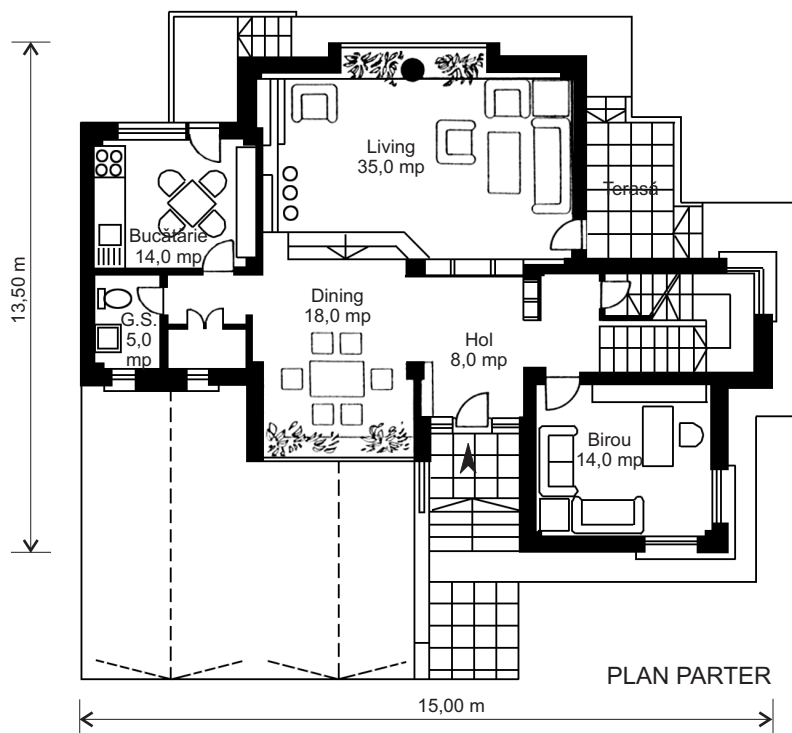 Living
35,0 mp
Terasá
Bucătărie
14,0 mp
13,50 m
Dining
18,0 mp
G.S.
5,0
mp
Hol
8,0 mp
Birou
14,0 mp
PLAN PARTER
15,00 m